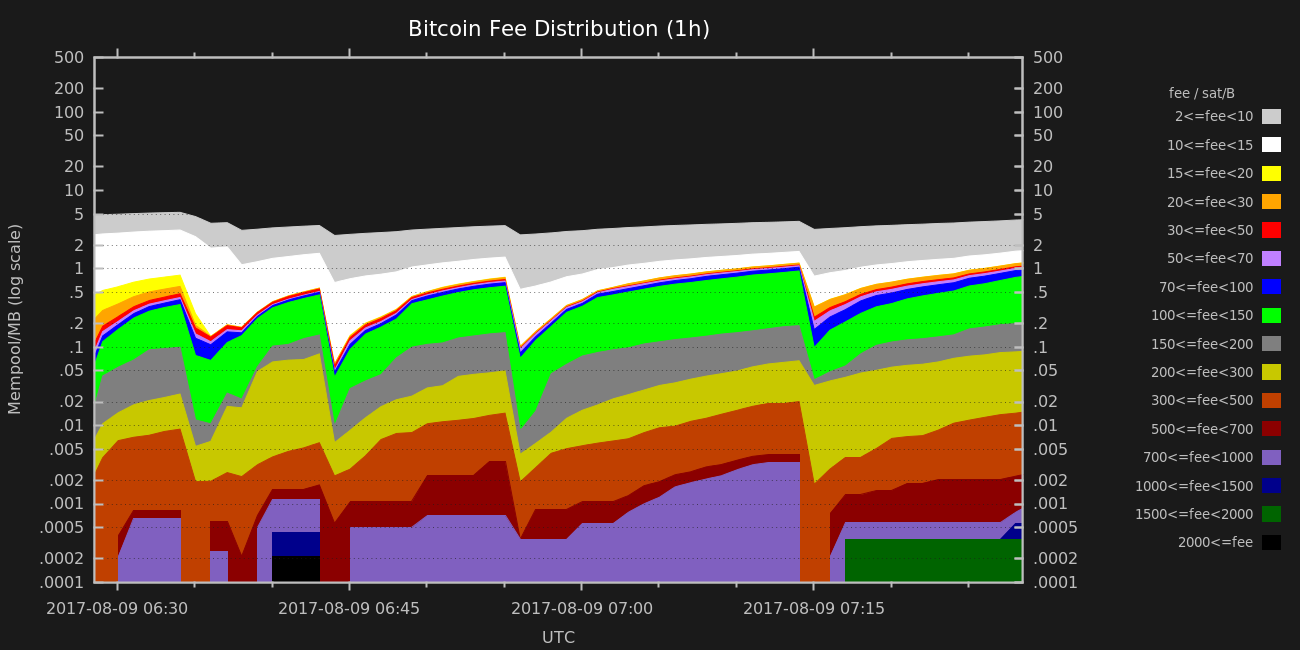 Bitcoin Fee Distribution (1h)
500 500
200 200
100 100
50 50
20 20
10 10
5 5
2 2
1 1
.5 .5
.2 .2
.1 .1
.05 .05
.02 .02
.01 .01
.005 .005
.002 .002
.001 .001
.0005 .0005
.0002 .0002
.0001 .0001
Mempool/MB (log scale)
2017-08-09 06:30 2017-08-09 06:45 2017-08-09 07:00 2017-08-09 07:15
UTC
fee / sat/B
2<=fee<10
10<=fee<15
15<=fee<20
20<=fee<30
30<=fee<50
50<=fee<70
70<=fee<100
100<=fee<150
150<=fee<200
200<=fee<300
300<=fee<500
500<=fee<700
700<=fee<1000
1000<=fee<1500
1500<=fee<2000
2000<=fee